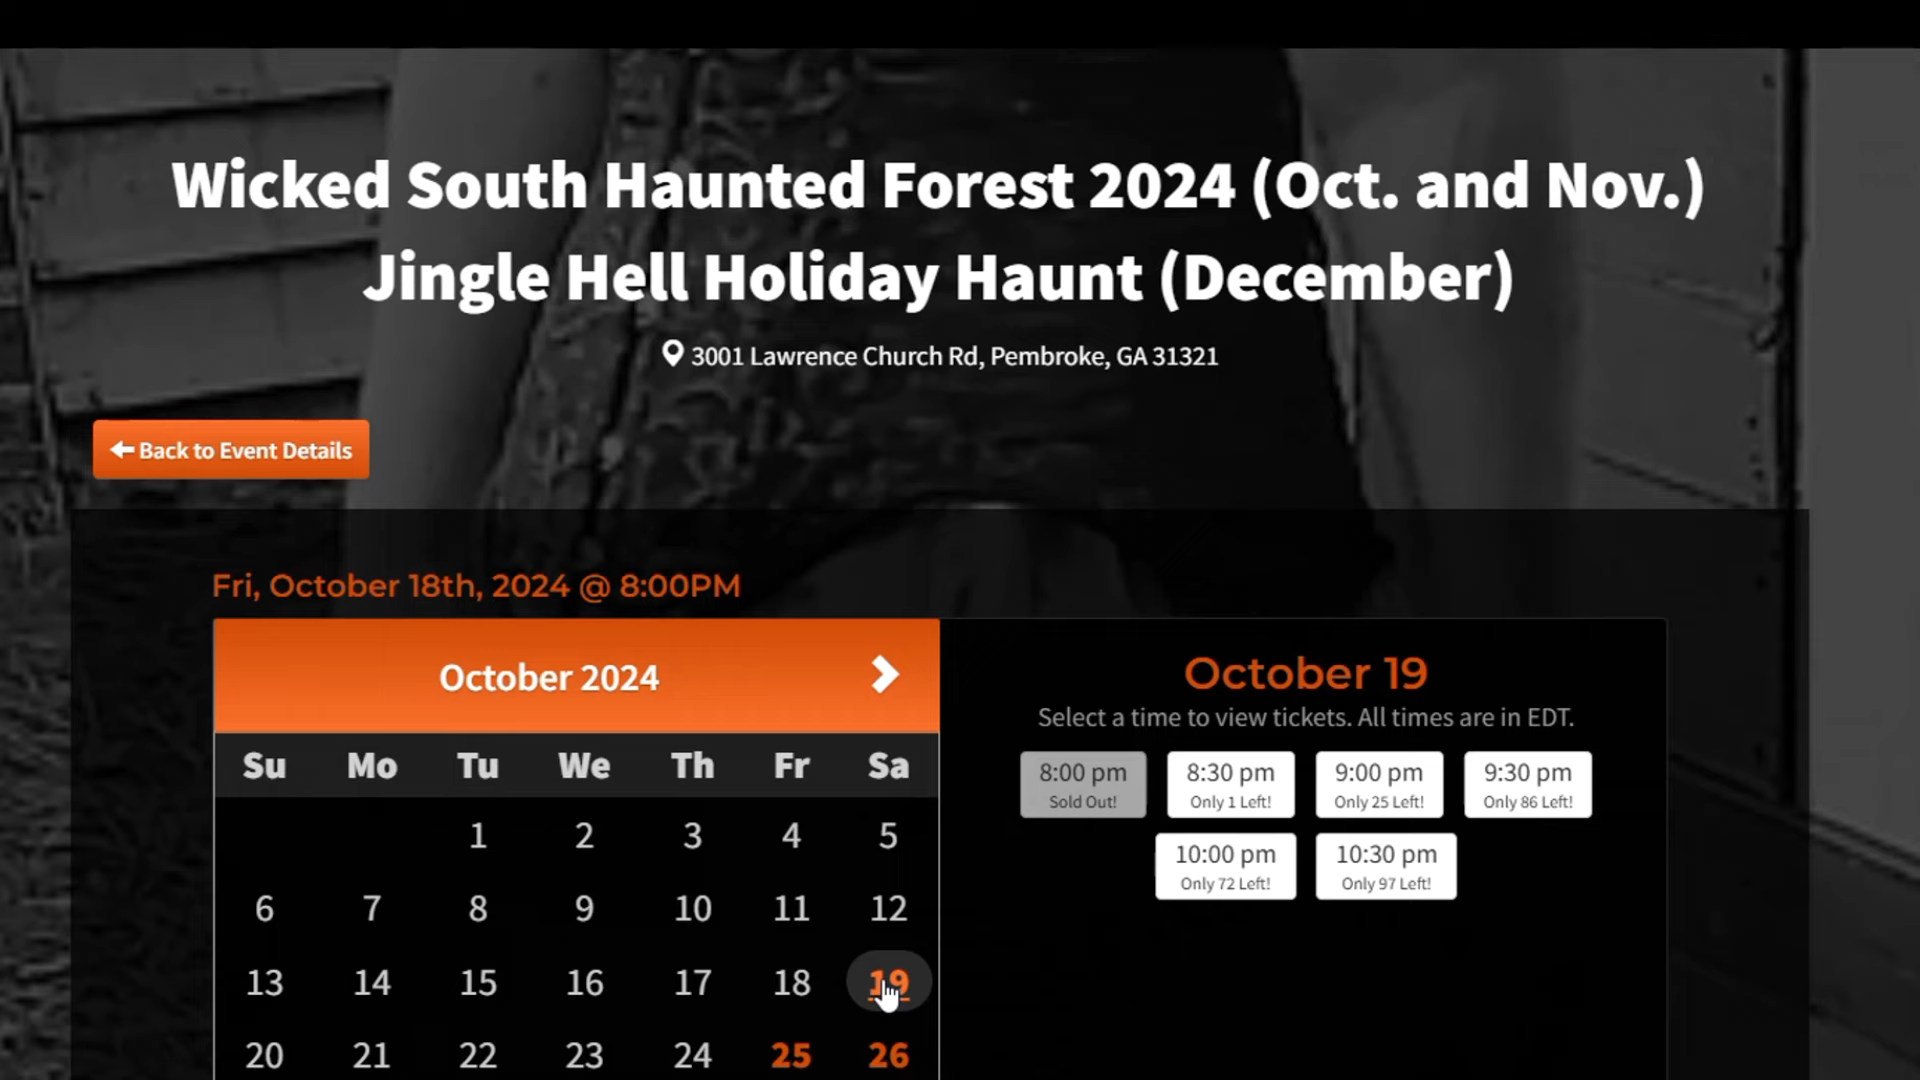 Wicked South Haunted Forest 2024 (Oct. and Nov.)
Jingle Hell Holiday Haunt (December)
3001 Lawrence Church Rd, Pembroke, GA 31321
Back to Event Details
Fri, October 18th, 2024 @ 8:00PM
October 2024
Su Mo Tu We Th Fr Sa
1 2 3 4 5
6 7 8 9 10 11 12
13 14 15 16 17 18 19
20 21 22 23 24 25 26
October 19
Select a time to view tickets. All times are in EDT.
8:00 pm 8:30 pm 9:00 pm 9:30 pm
Sold Out! Only 1 Left! Only 25 Left! Only 86 Left!
10:00 pm 10:30 pm
Only 72 Left! Only 97 Left!